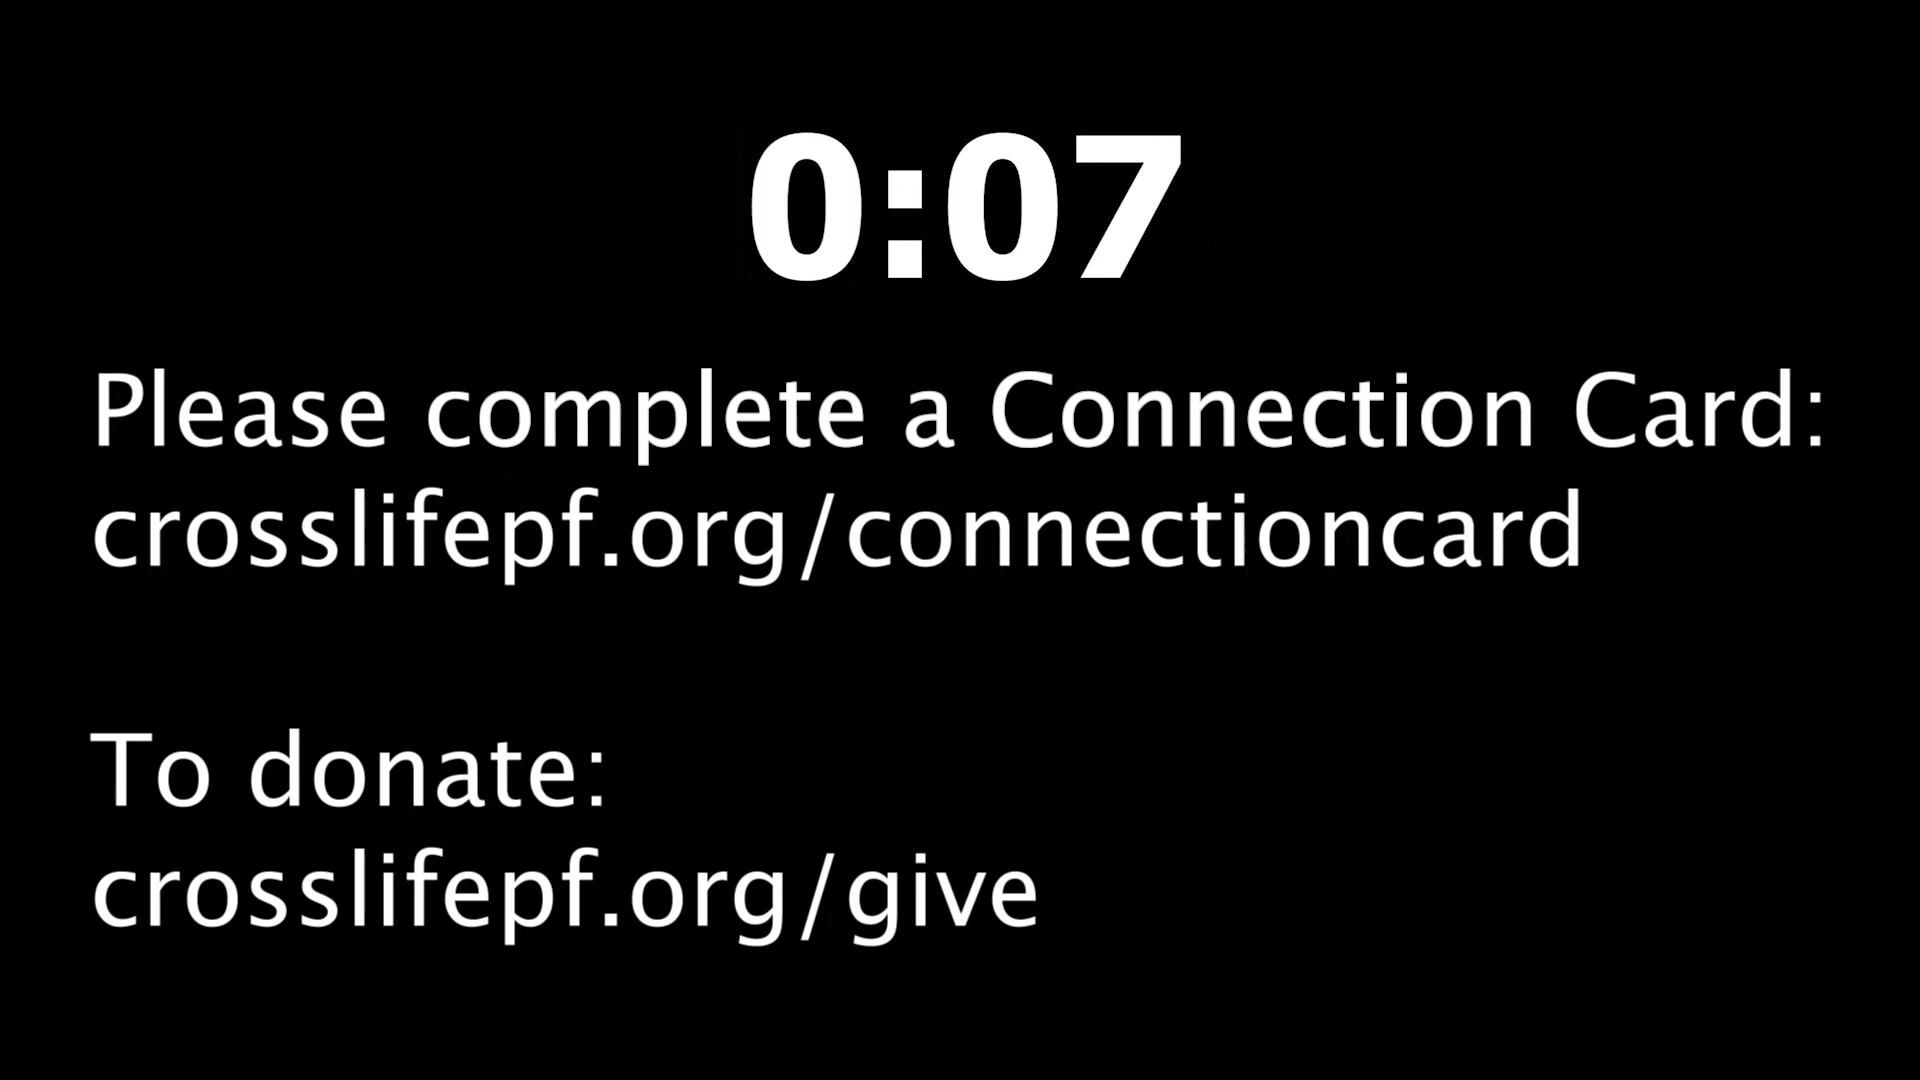 0:07
Please complete a Connection Card:
crosslifepf.org/connectioncard
To donate:
crosslifepf.org/give